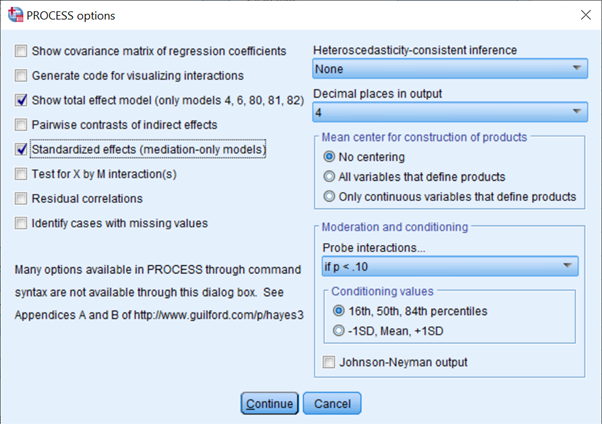 PROCESS options
Show covariance matrix of regression coefficients
Generate code for visualizing interactions
Show total effect model (only models 4, 6, 80, 81, 82)
Pairwise contrasts of indirect effects
Standardized effects (mediation-only models)
Test for X by M interaction(s)
Residual correlations
Identify cases with missing values
Many options available in PROCESS through command
syntax are not available through this dialog box. See
Appendices A and B of http://www.guilford.com/p/hayes3
Heteroscedasticity-consistent inference
None
Decimal places in output
4
Mean center for construction of products
No centering
All variables that define products
Only continuous variables that define products
Moderation and conditioning
Probe interactions...
if p < .10
Conditioning values
16th, 50th, 84th percentiles
-1SD, Mean, +1SD
Johnson-Neyman output
Continue
Cancel